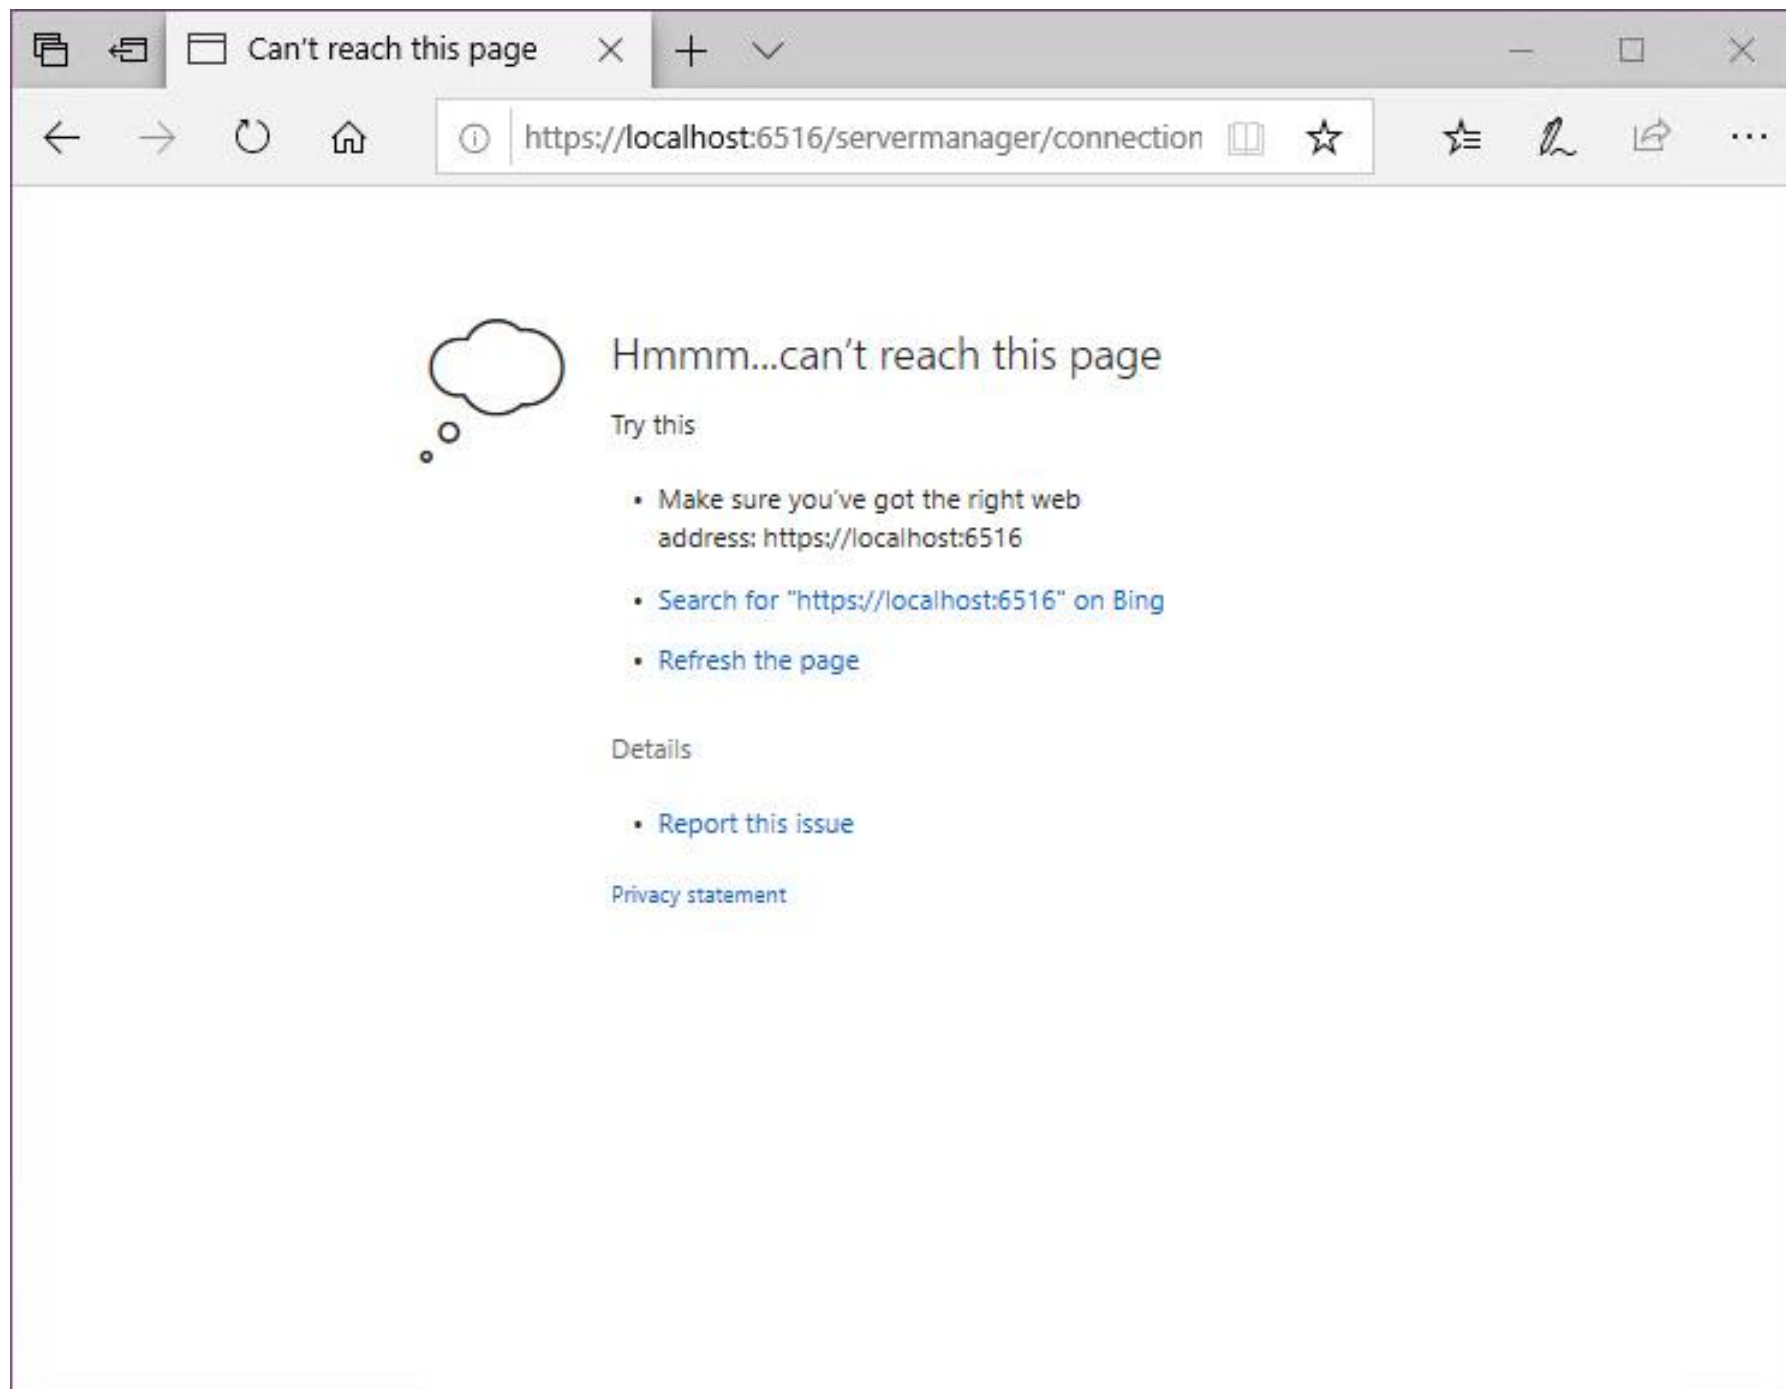 Can't reach this page
https://localhost:6516/servermanager/connection
Hmmm...can't reach this page
Try this
• Make sure you've got the right web
address: https://localhost:6516
• Search for "https://localhost:6516" on Bing
• Refresh the page
Details
• Report this issue
Privacy statement